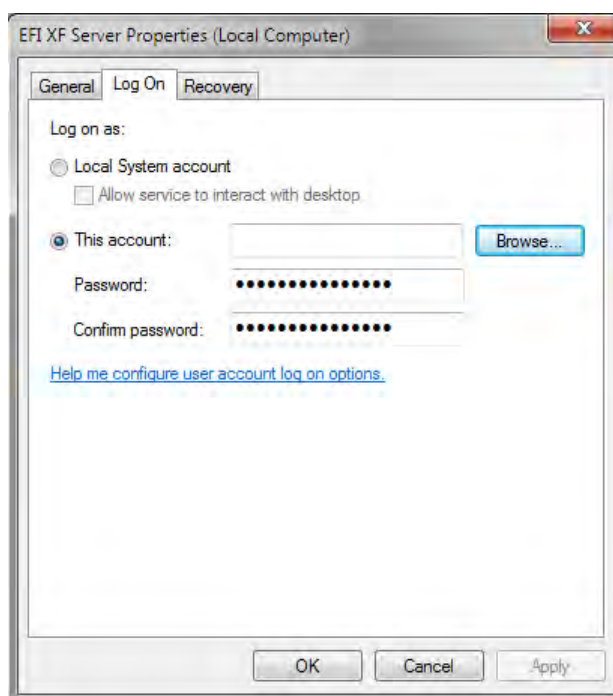 EFI XF Server Properties (Local Computer)
General Log On Recovery
Log on as:
Local System account
Allow service to interact with desktop
This account: Browse...
Password: •••••••••••••••
Confirm password: •••••••••••••••
Help me configure user account log on options.
OK Cancel Apply